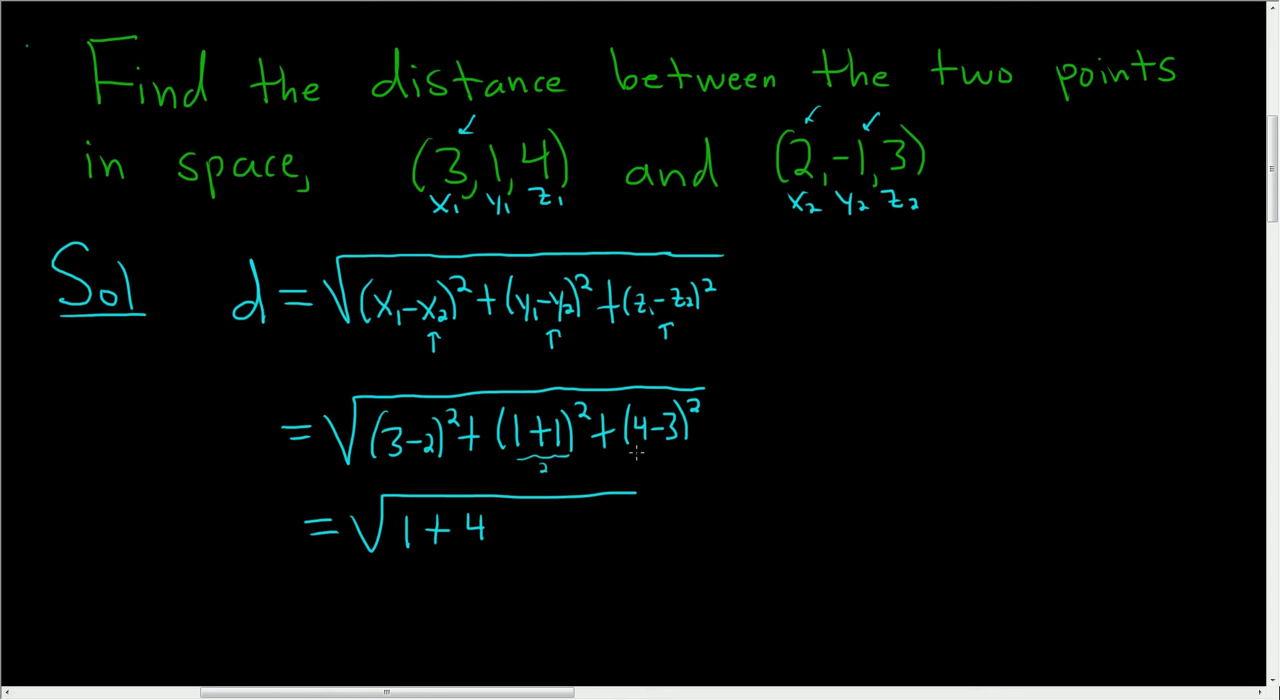 Find the distance between the two points
in space, (3, 1, 4) and (2, -1, 3)
x₁ y₁ z₁ x₂ y₂ z₂
Sol d = √((x₁-x₂)² + (y₁-y₂)² + (z₁-z₂)²)
= √((3-2)² + (1+1)² + (4-3)²)
2
= √(1 + 4